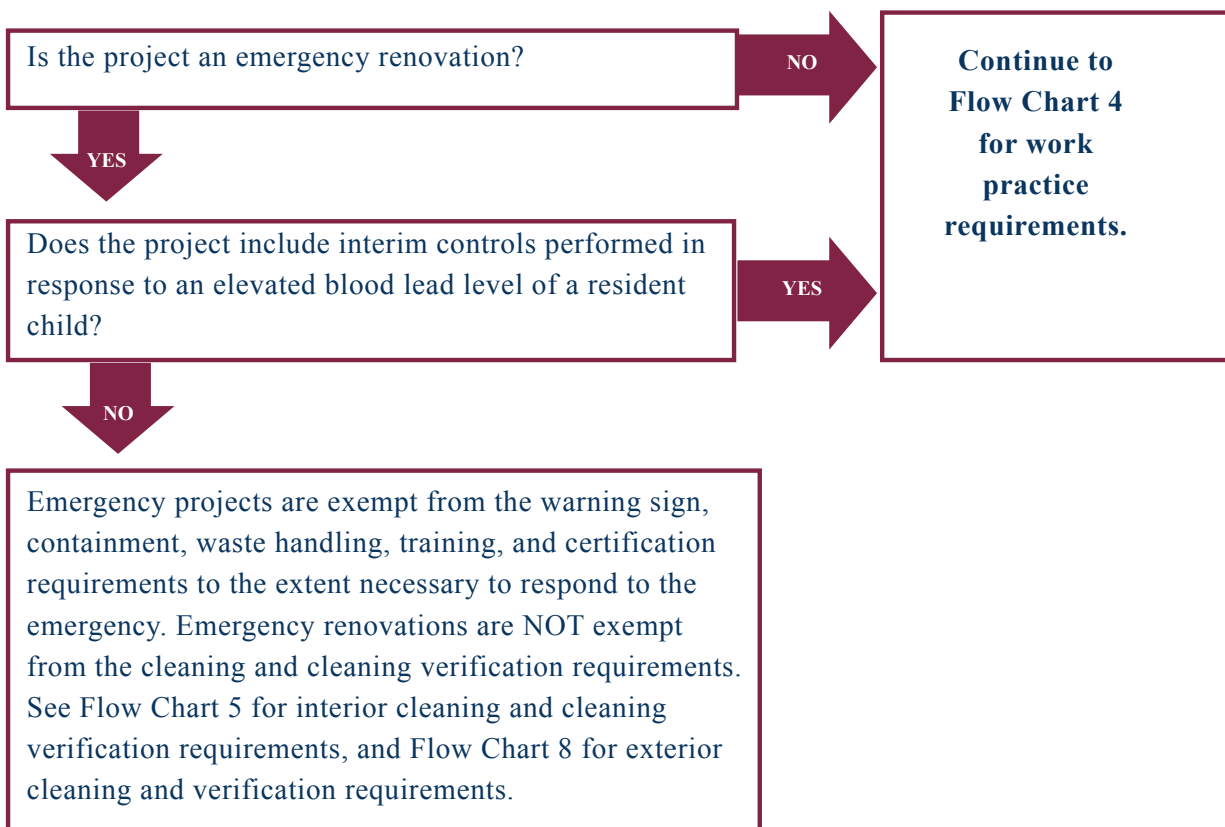 Is the project an emergency renovation?
NO
Continue to
Flow Chart 4
for work
practice
requirements.
YES
Does the project include interim controls performed in
response to an elevated blood lead level of a resident
child?
YES
NO
Emergency projects are exempt from the warning sign,
containment, waste handling, training, and certification
requirements to the extent necessary to respond to the
emergency. Emergency renovations are NOT exempt
from the cleaning and cleaning verification requirements.
See Flow Chart 5 for interior cleaning and cleaning
verification requirements, and Flow Chart 8 for exterior
cleaning and verification requirements.